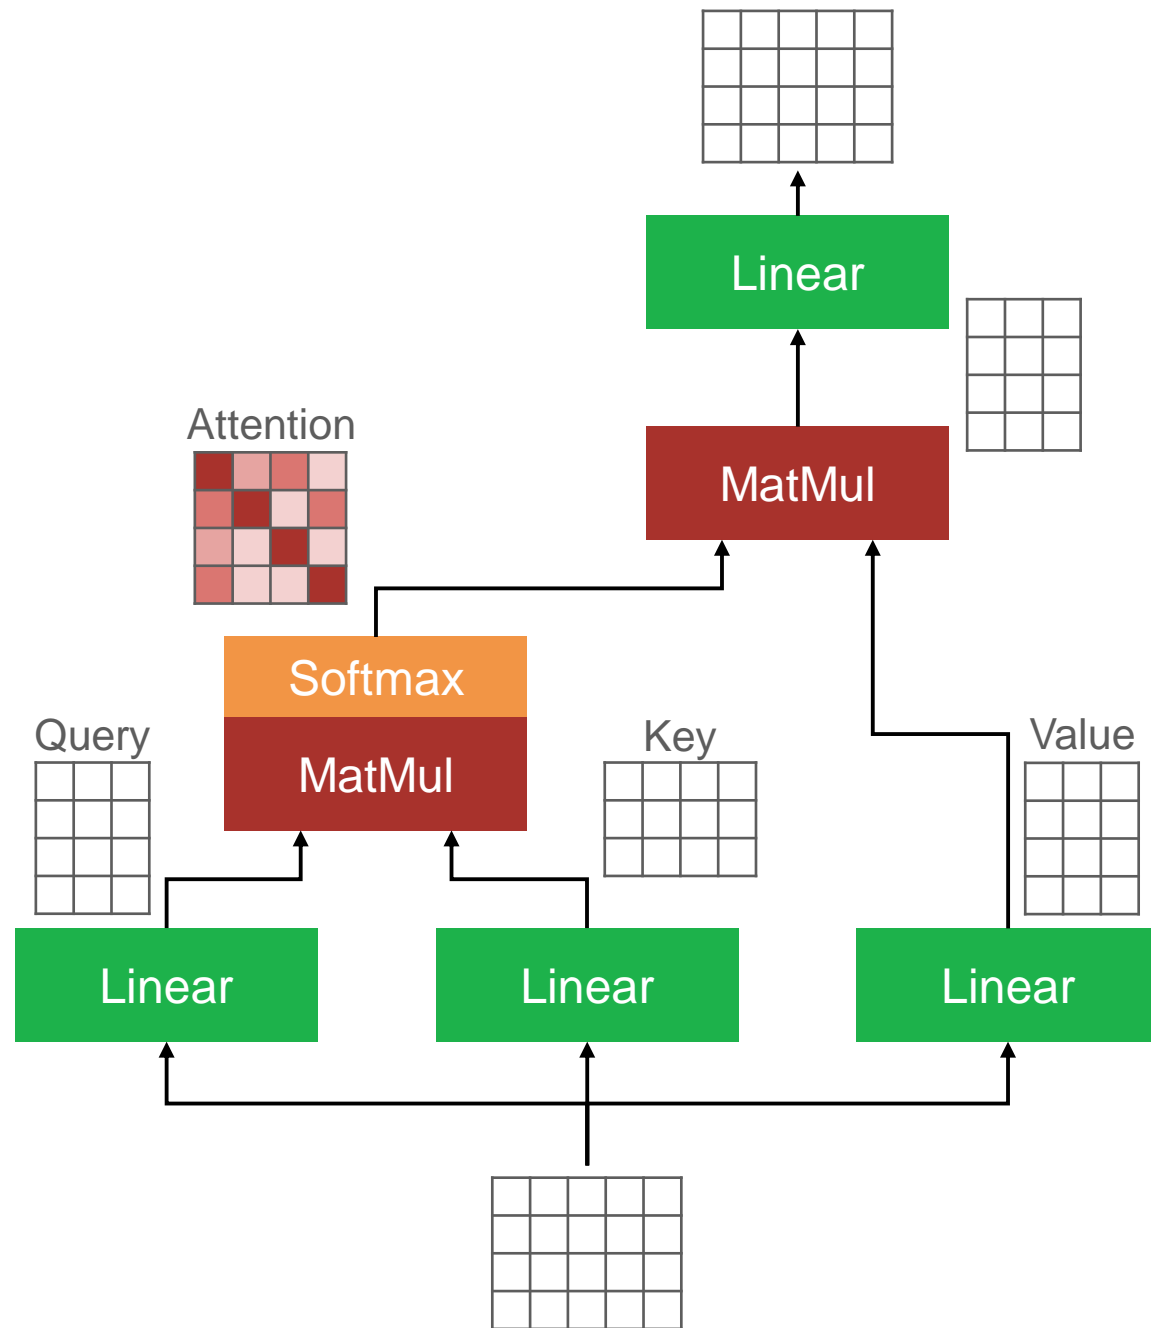 Linear
Attention
MatMul
Softmax
Query
Key
Value
MatMul
Linear
Linear
Linear